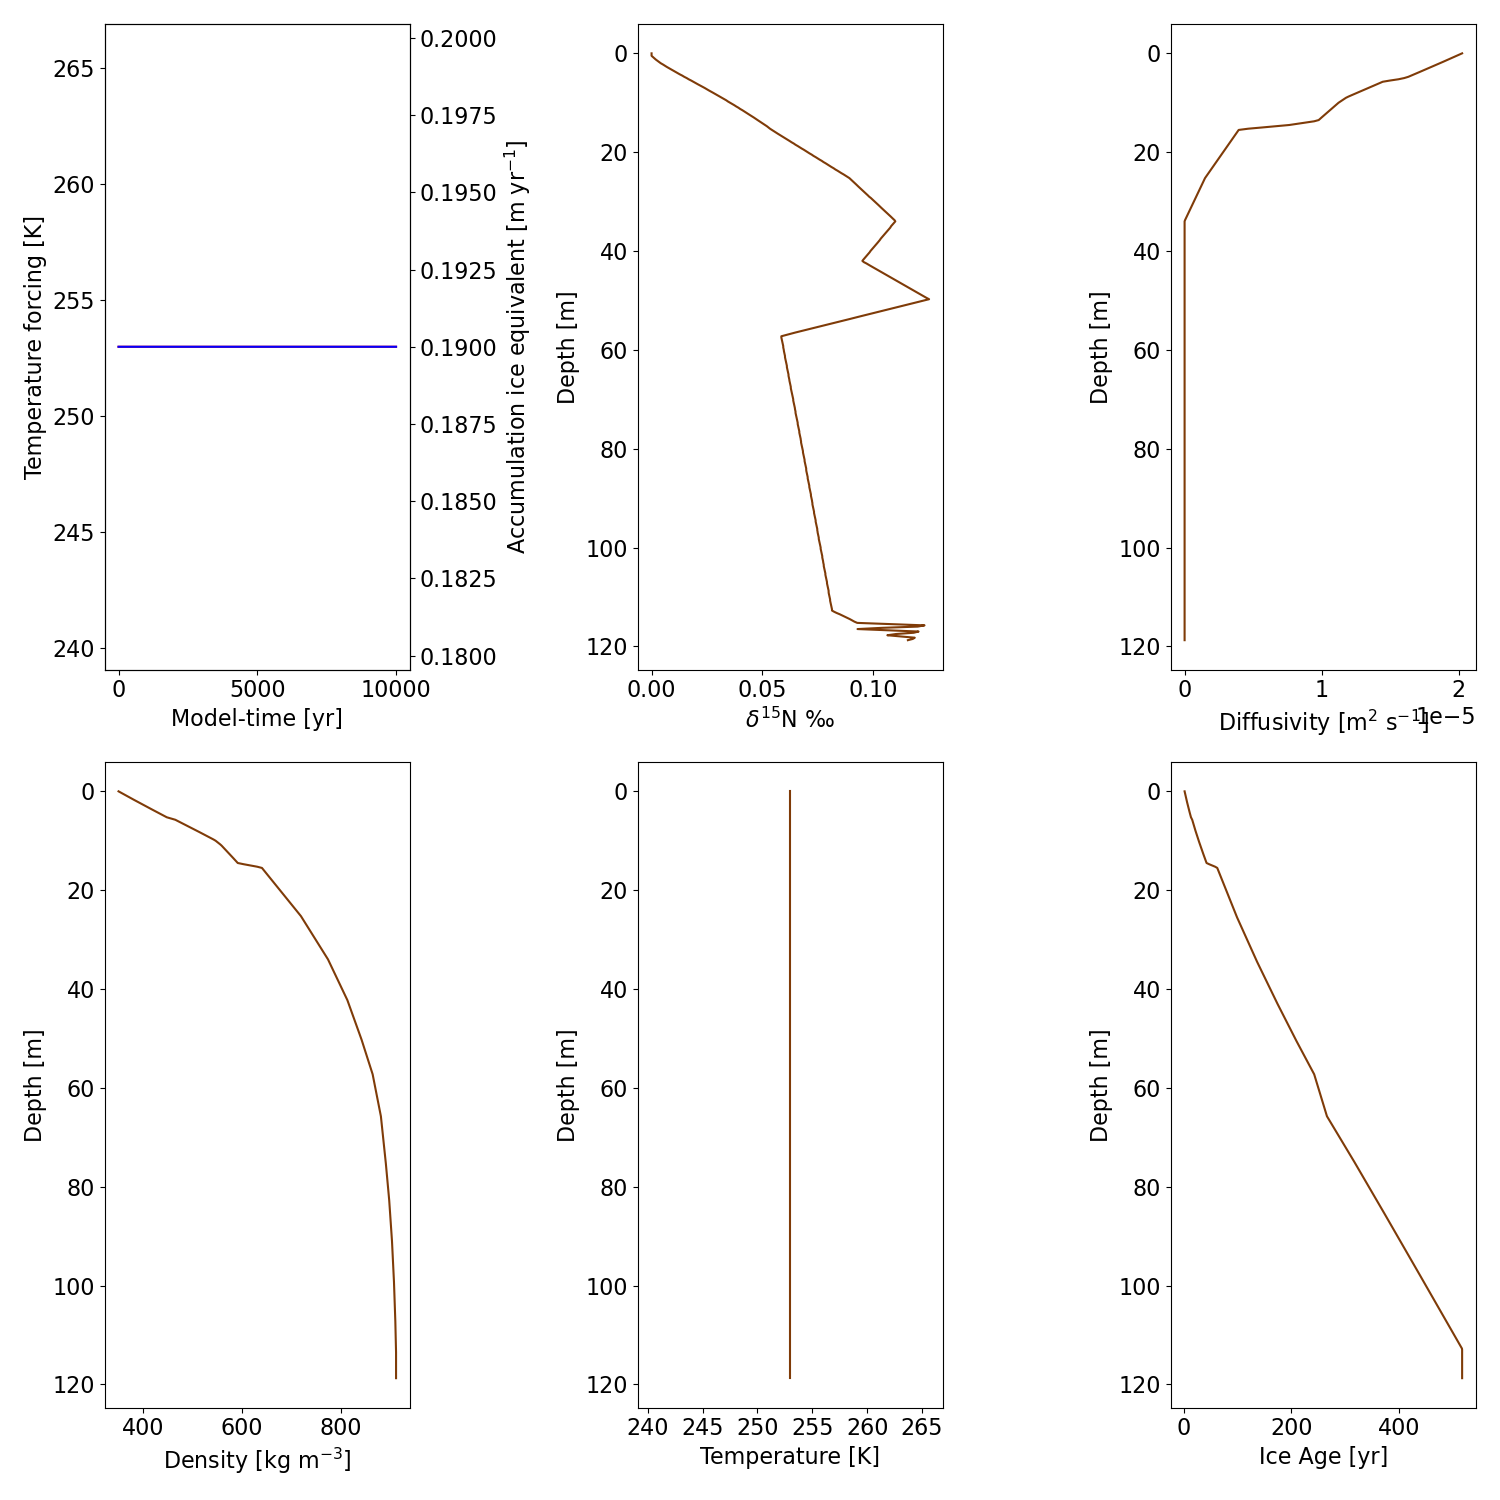 265
260
255
250
245
240
Temperature forcing [K]
0.2000
0.1975
0.1950
0.1925
0.1900
0.1875
0.1850
0.1825
0.1800
Accumulation ice equivalent [m yr⁻¹]
0 5000 10000
Model-time [yr]
0
20
40
60
80
100
120
Depth [m]
0.00 0.05 0.10
δ¹⁵N ‰
0
20
40
60
80
100
120
Depth [m]
0 1 2
1e−5
Diffusivity [m² s⁻¹]
0
20
40
60
80
100
120
Depth [m]
400 600 800
Density [kg m⁻³]
0
20
40
60
80
100
120
Depth [m]
240 245 250 255 260 265
Temperature [K]
0
20
40
60
80
100
120
Depth [m]
0 200 400
Ice Age [yr]